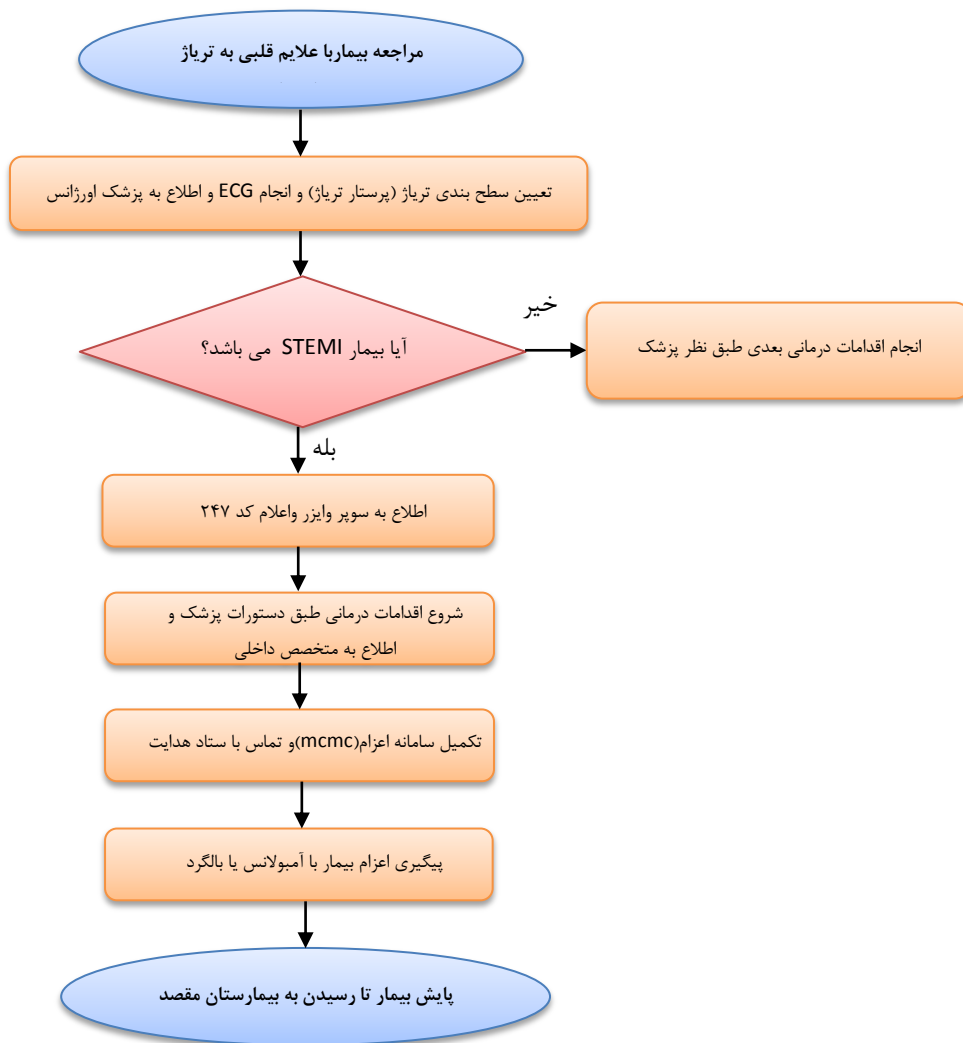 مراجعه بیماربا علایم قلبی به تریاژ
تعیین سطح بندی تریاژ (پرستار تریاژ) و انجام ECG و اطلاع به پزشک اورژانس
آیا بیمار STEMI می باشد؟
خیر
انجام اقدامات درمانی بعدی طبق نظر پزشک
بله
اطلاع به سوپر وایزر واعلام کد ۲۴۷
شروع اقدامات درمانی طبق دستورات پزشک و
اطلاع به متخصص داخلی
تکمیل سامانه اعزام(mcmc)و تماس با ستاد هدایت
پیگیری اعزام بیمار با آمبولانس یا بالگرد
پایش بیمار تا رسیدن به بیمارستان مقصد